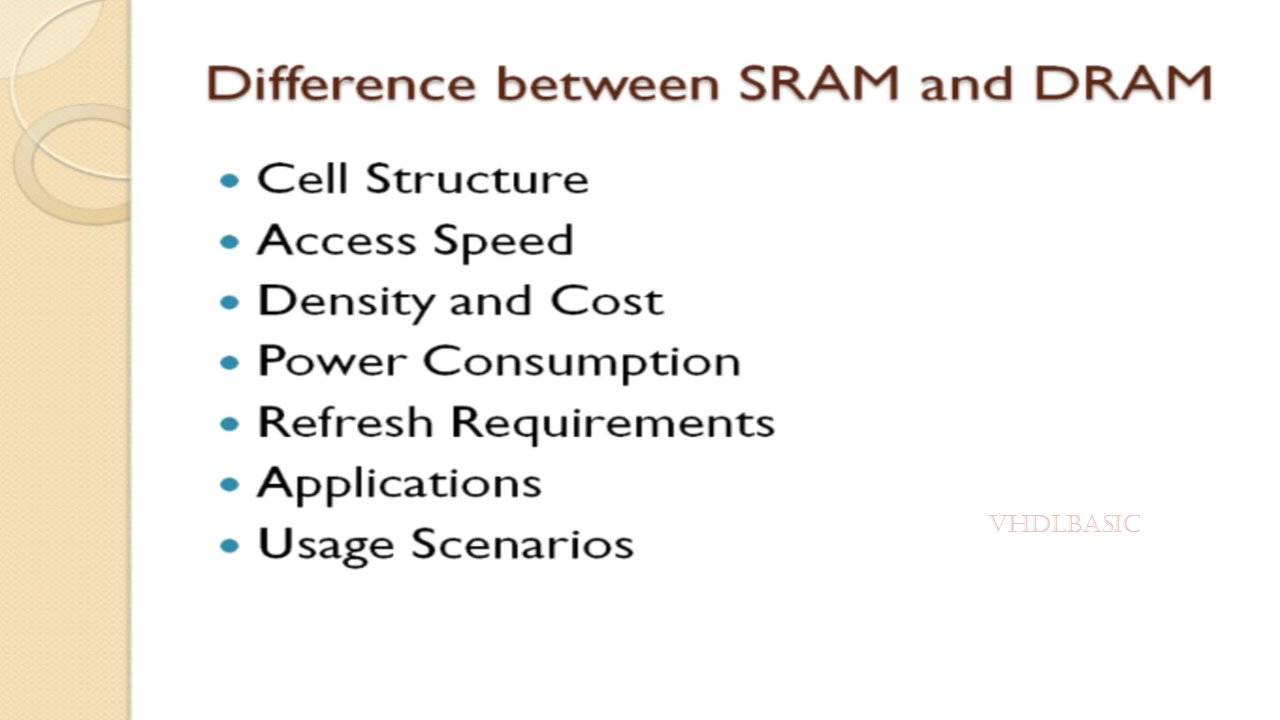 Difference between SRAM and DRAM
• Cell Structure
• Access Speed
• Density and Cost
• Power Consumption
• Refresh Requirements
• Applications
• Usage Scenarios
VHDLBASIC